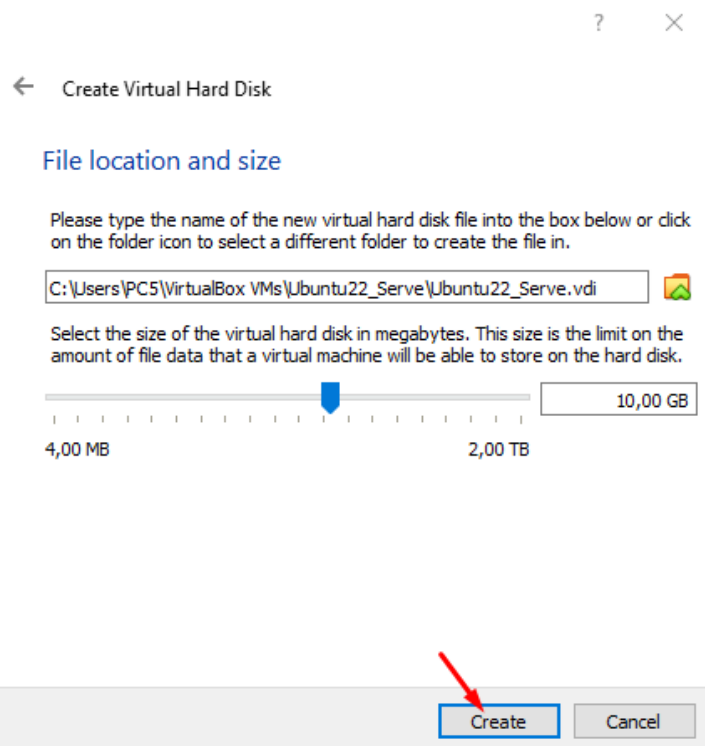 ?
Create Virtual Hard Disk
File location and size
Please type the name of the new virtual hard disk file into the box below or click
on the folder icon to select a different folder to create the file in.
C:\Users\PC5\VirtualBox VMs\Ubuntu22_Serve\Ubuntu22_Serve.vdi
Select the size of the virtual hard disk in megabytes. This size is the limit on the
amount of file data that a virtual machine will be able to store on the hard disk.
10,00 GB
4,00 MB
2,00 TB
Create
Cancel